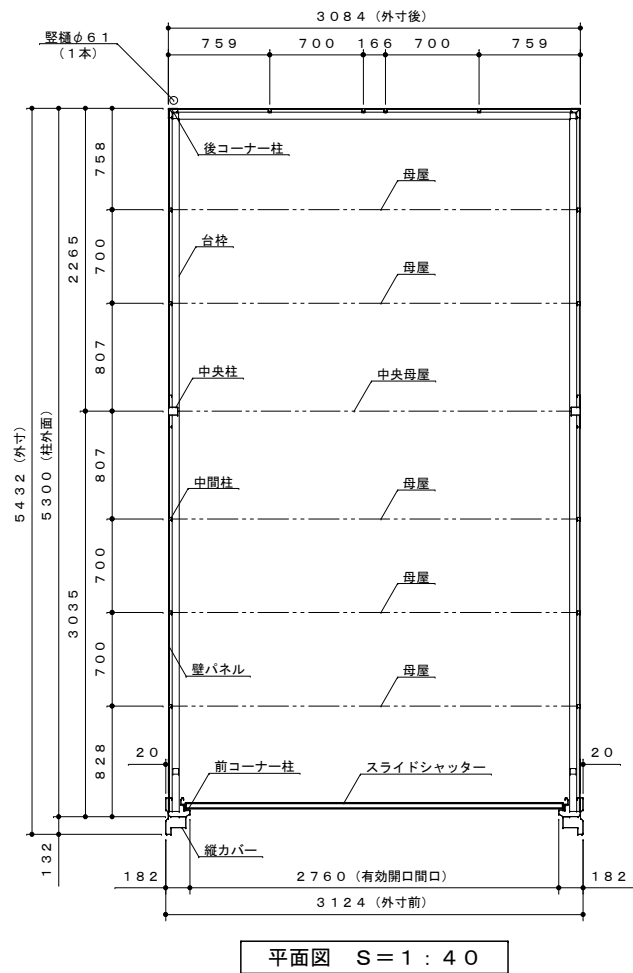 ３０８４（外寸後）
７５９
７００
１６６
７００
７５９
竪樋φ６１
（１本）
後コーナー柱
７５８
母屋
台枠
７００
２２６５
母屋
８０７
中央柱
中央母屋
５４３２（外寸）
５３００（柱外面）
８０７
中間柱
母屋
７００
母屋
３０３５
７００
壁パネル
母屋
８２８
２０
前コーナー柱
スライドシャッター
２０
１３２
縦カバー
１８２
２７６０（有効開口間口）
１８２
３１２４（外寸前）
平面図　Ｓ＝１：４０